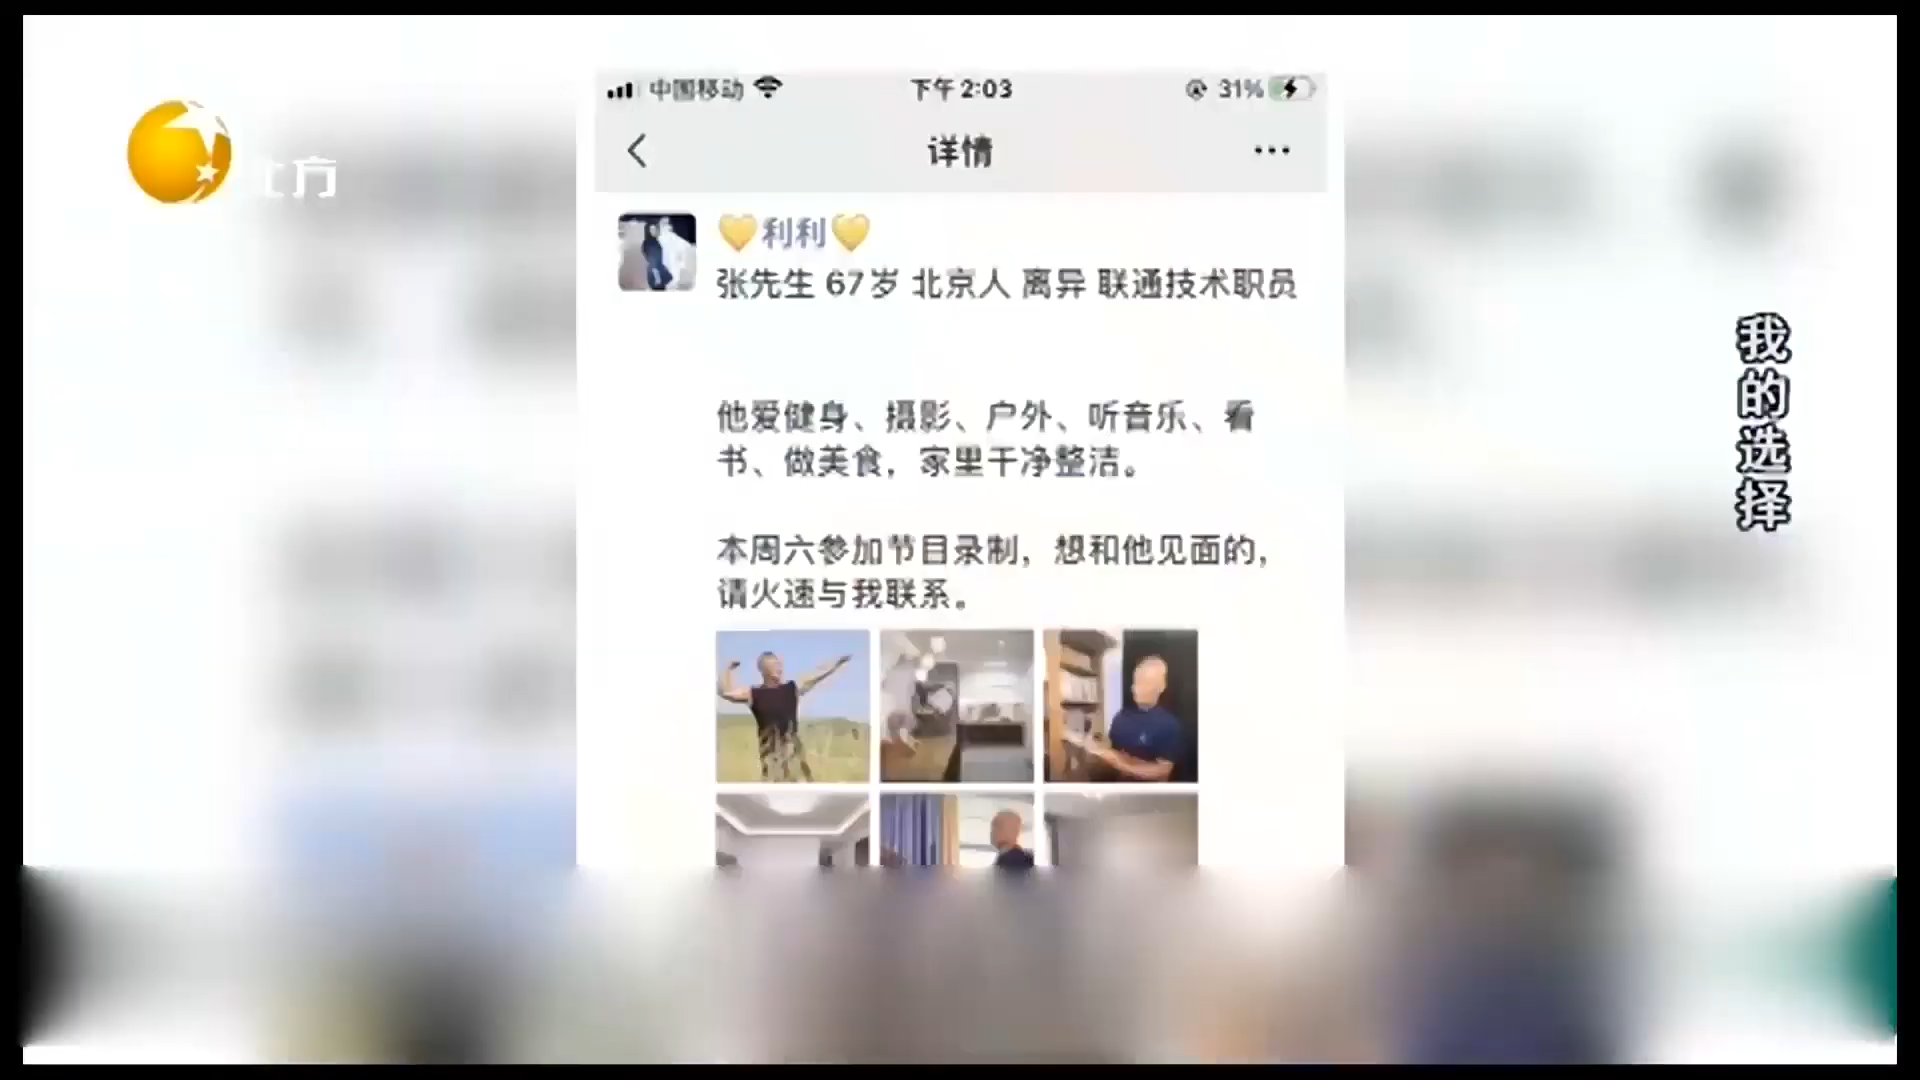 中国移动 下午2:03 31%
详情
北方
💛利利💛
张先生 67岁 北京人 离异 联通技术职员
他爱健身、摄影、户外、听音乐、看
书、做美食，家里干净整洁。
本周六参加节目录制，想和他见面的，
请火速与我联系。
我的选择